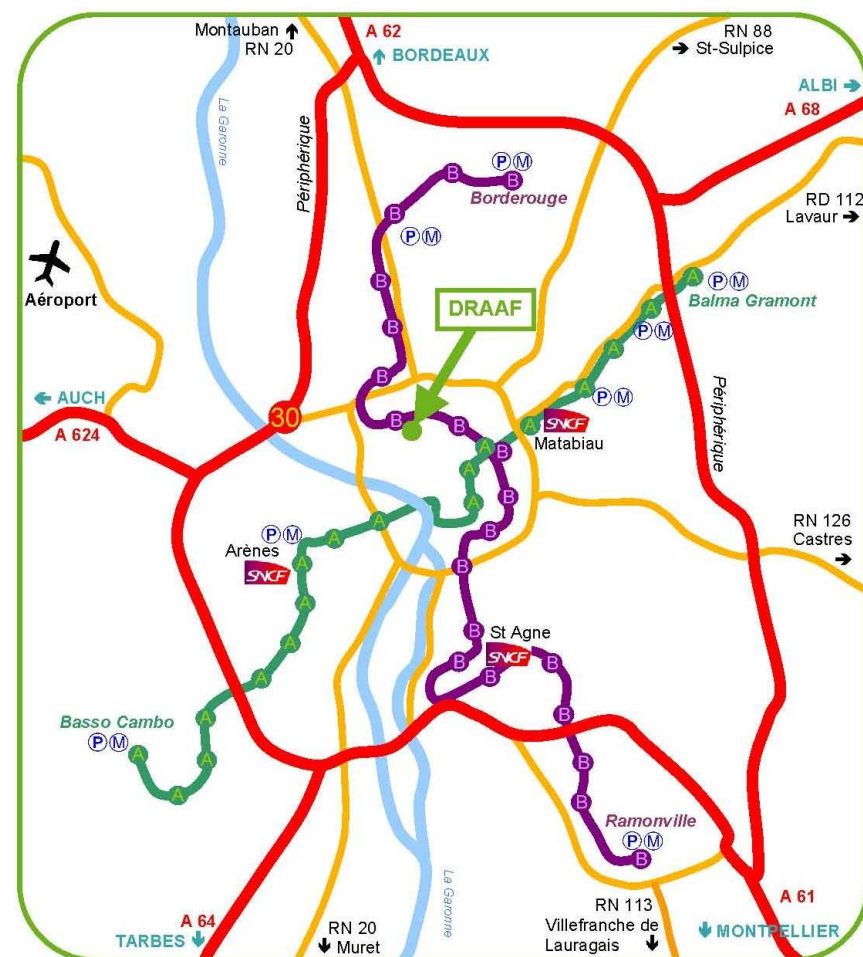 Montauban
RN 20
A 62
BORDEAUX
RN 88
St-Sulpice
ALBI
A 68
La Garonne
Périphérique
P M
Borderouge
RD 112
Lavaur
B
B
B
P M
Aéroport
DRAAF
A
P M
Balma Gramont
B
A
P M
B
A
B
A
P M
AUCH
A 624
30
B
B
A
SNCF
Matabiau
Périphérique
A
B
A
B
A
B
RN 126
Castres
P M
A
A
B
Arènes
SNCF
A
B
A
B
St Agne
SNCF
A
B
B
B
A
A
B
Basso Cambo
P M
A
A
B
A
B
Ramonville
P M
B
La Garonne
A 64
TARBES
RN 20
Muret
RN 113
Villefranche de
Lauragais
A 61
MONTPELLIER